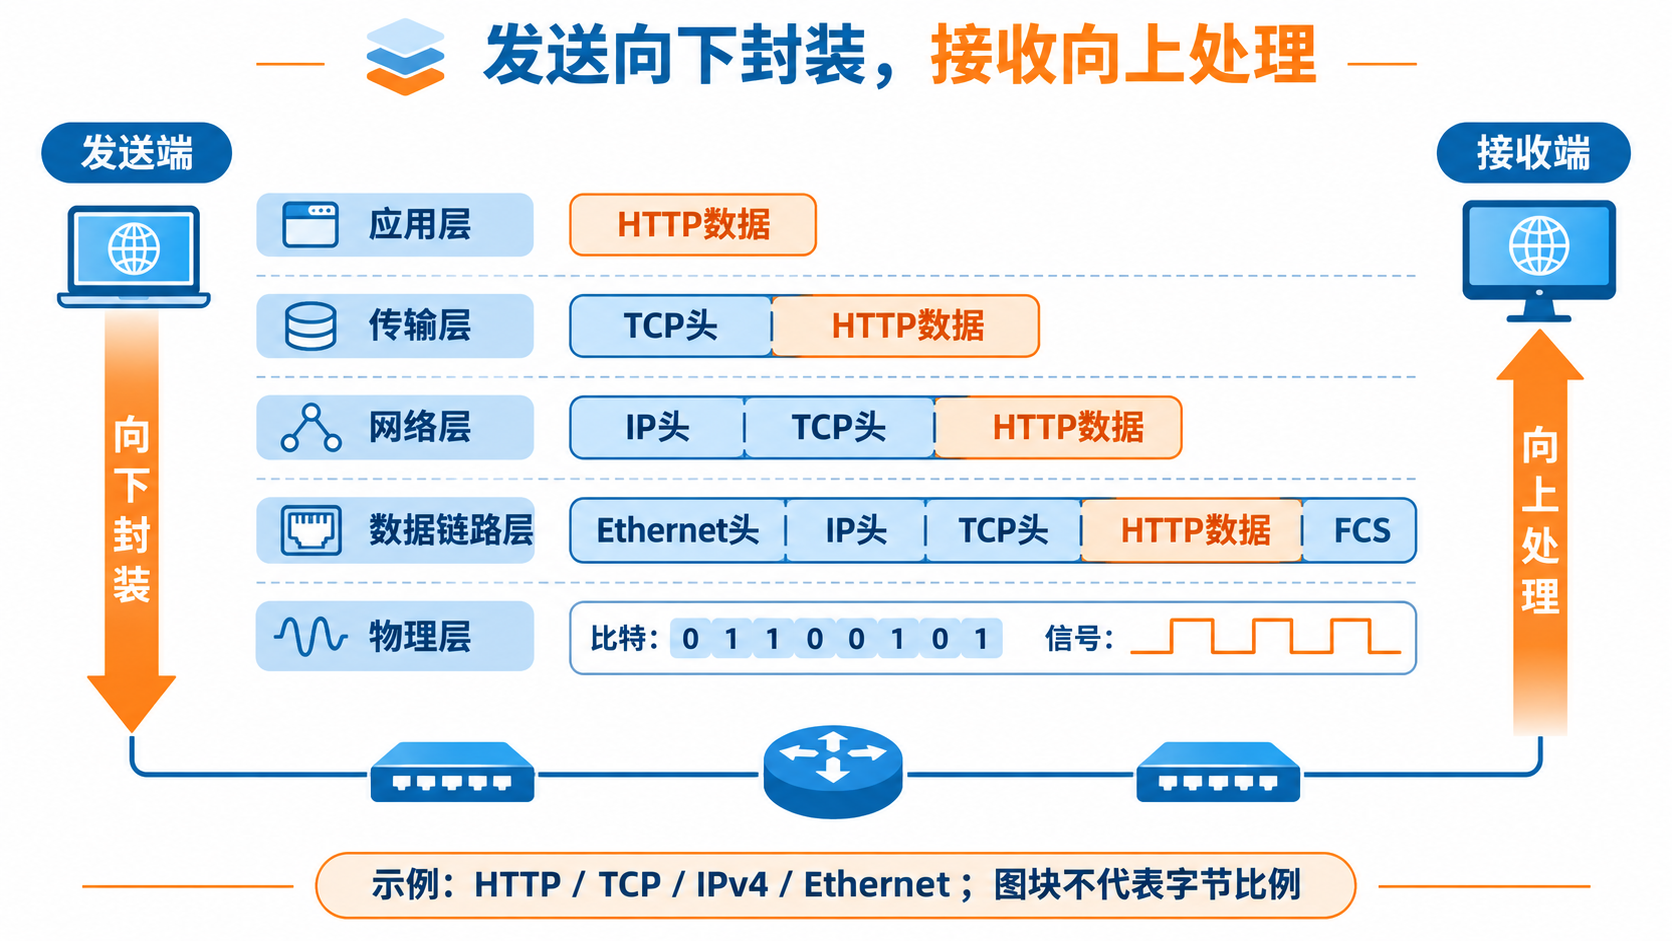 发送向下封装，接收向上处理
发送端
接收端
应用层
HTTP数据
传输层
TCP头
HTTP数据
网络层
IP头
TCP头
HTTP数据
数据链路层
Ethernet头
IP头
TCP头
HTTP数据
FCS
物理层
比特：
0 1 1 0 0 1 0 1
信号：
向下封装
向上处理
示例：HTTP / TCP / IPv4 / Ethernet；图块不代表字节比例